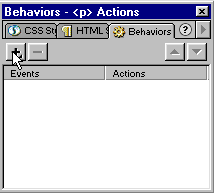 Behaviors - <p> Actions
CSS St HTML S Behaviors ?
Events Actions